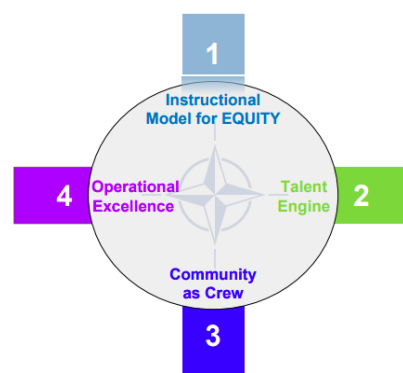 1
Instructional
Model for EQUITY
4
Operational
Excellence
Talent
Engine
2
Community
as Crew
3